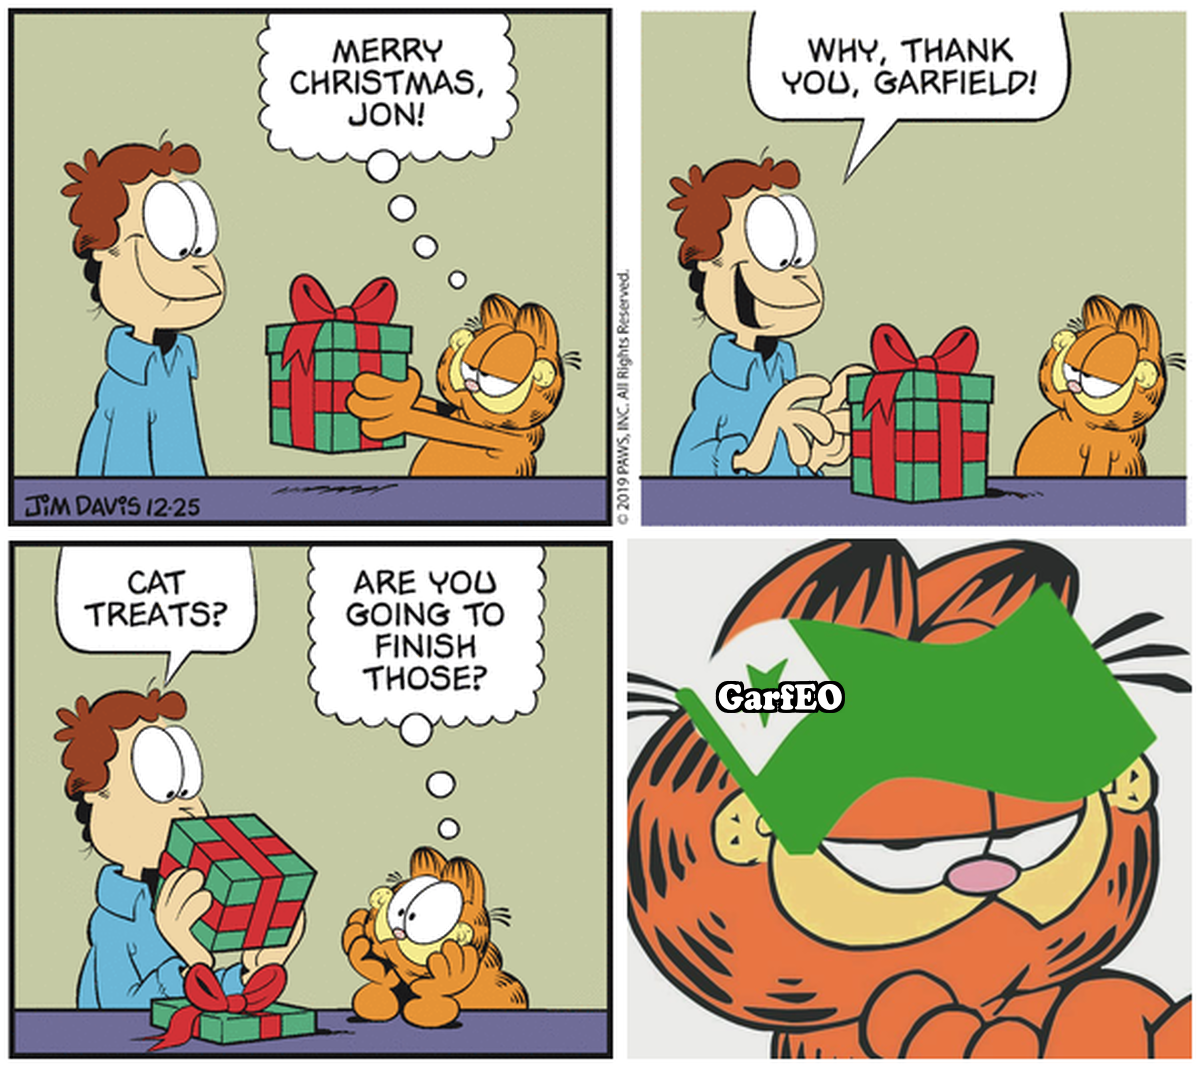 MERRY
CHRISTMAS,
JON!
JIM DAVIS 12-25
© 2019 PAWS, INC. All Rights Reserved.
WHY, THANK
YOU, GARFIELD!
CAT
TREATS?
ARE YOU
GOING TO
FINISH
THOSE?
GarfEO